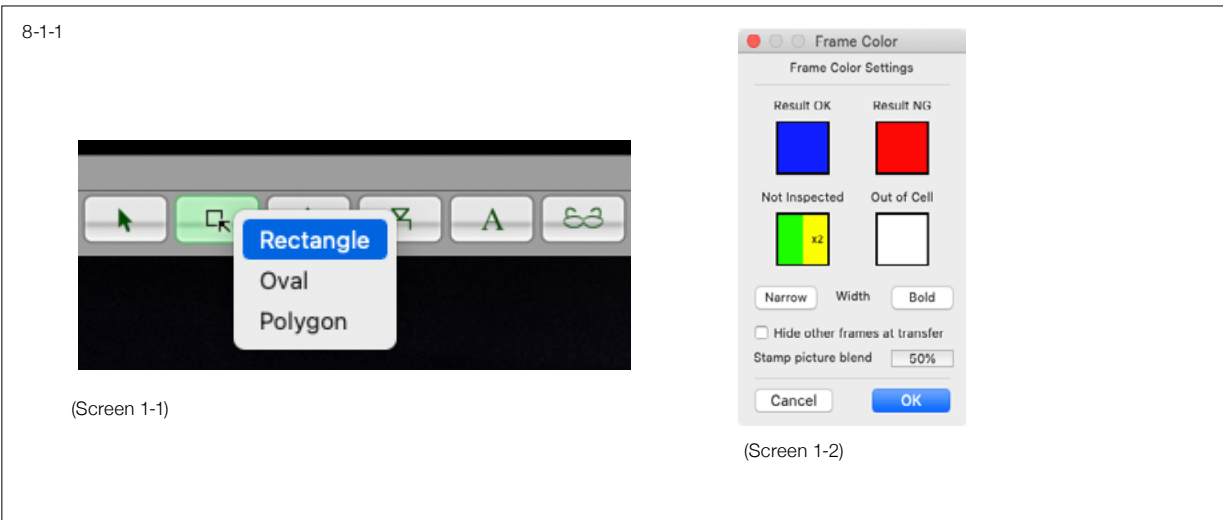 8-1-1
A
Rectangle
Oval
Polygon
(Screen 1-1)
Frame Color
Frame Color Settings
Result OK Result NG
Not Inspected Out of Cell
x2
Narrow Width Bold
Hide other frames at transfer
Stamp picture blend 50%
Cancel OK
(Screen 1-2)